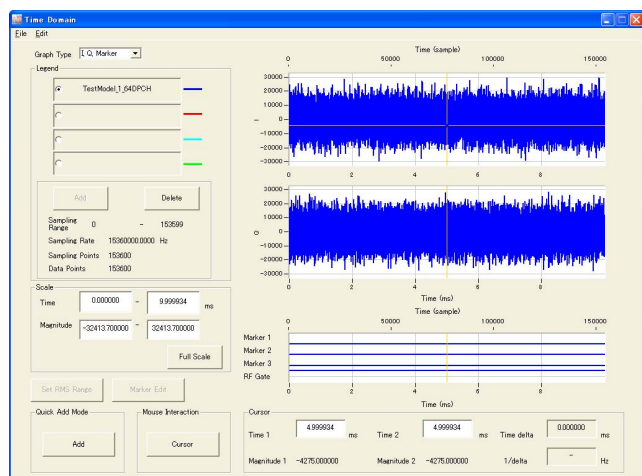 Time Domain
File Edit
Graph Type I Q, Marker
Legend
TestModel_1_64DPCH
Add Delete
Sampling Range 0 - 153599
Sampling Rate 15360000.0000 Hz
Sampling Points 153600
Data Points 153600
Scale
Time 0.000000 - 9.999934 ms
Magnitude -32413.700000 - 32413.700000
Full Scale
Set RMS Range Marker Edit
Quick Add Mode
Add
Mouse Interaction
Cursor
Time (sample)
0 50000 100000 150000
30000
20000
10000
0
-10000
-20000
-30000
I
30000
20000
10000
0
-10000
-20000
-30000
Q
0 2 4 6 8
Time (ms)
Time (sample)
0 50000 100000 150000
Marker 1
Marker 2
Marker 3
RF Gate
0 2 4 6 8
Time (ms)
Cursor
Time 1 4.999934 ms Time 2 4.999934 ms Time delta 0.000000 ms
Magnitude 1 -4275.000000 Magnitude 2 -4275.000000 1/delta - Hz